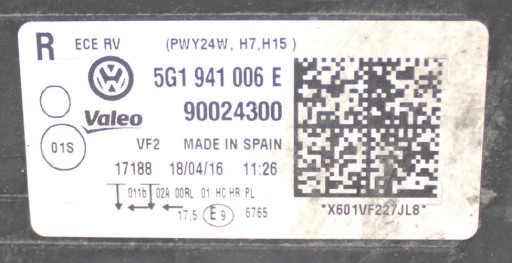 R ECE RV (PWY24W, H7,H15)
5G1 941 006 E
Valeo 90024300
01S VF2 MADE IN SPAIN
17188 18/04/16 11:26
011b 02A 00RL 01 HC HR PL
17,5 E9 6765
*X601VF227JL8*